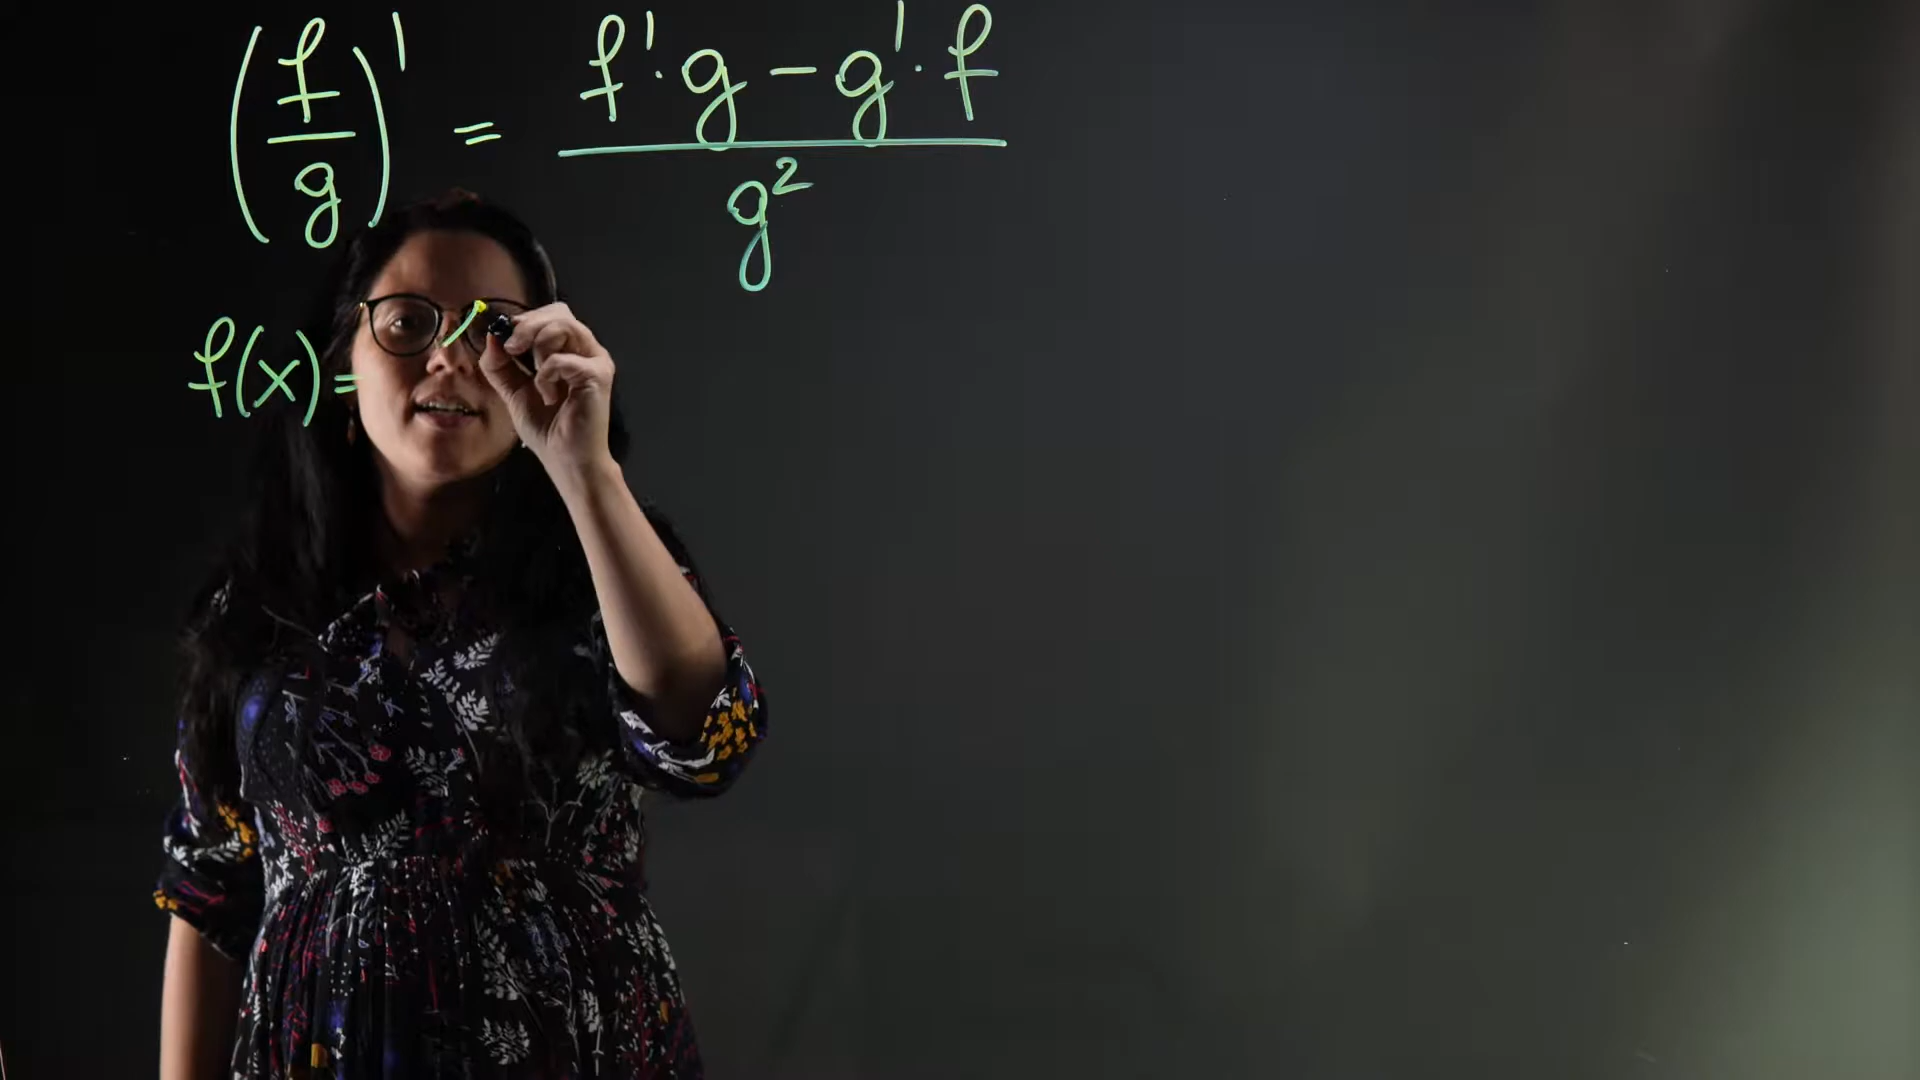 (f/g)' = (f'·g − g'·f)/g²
f(x)=